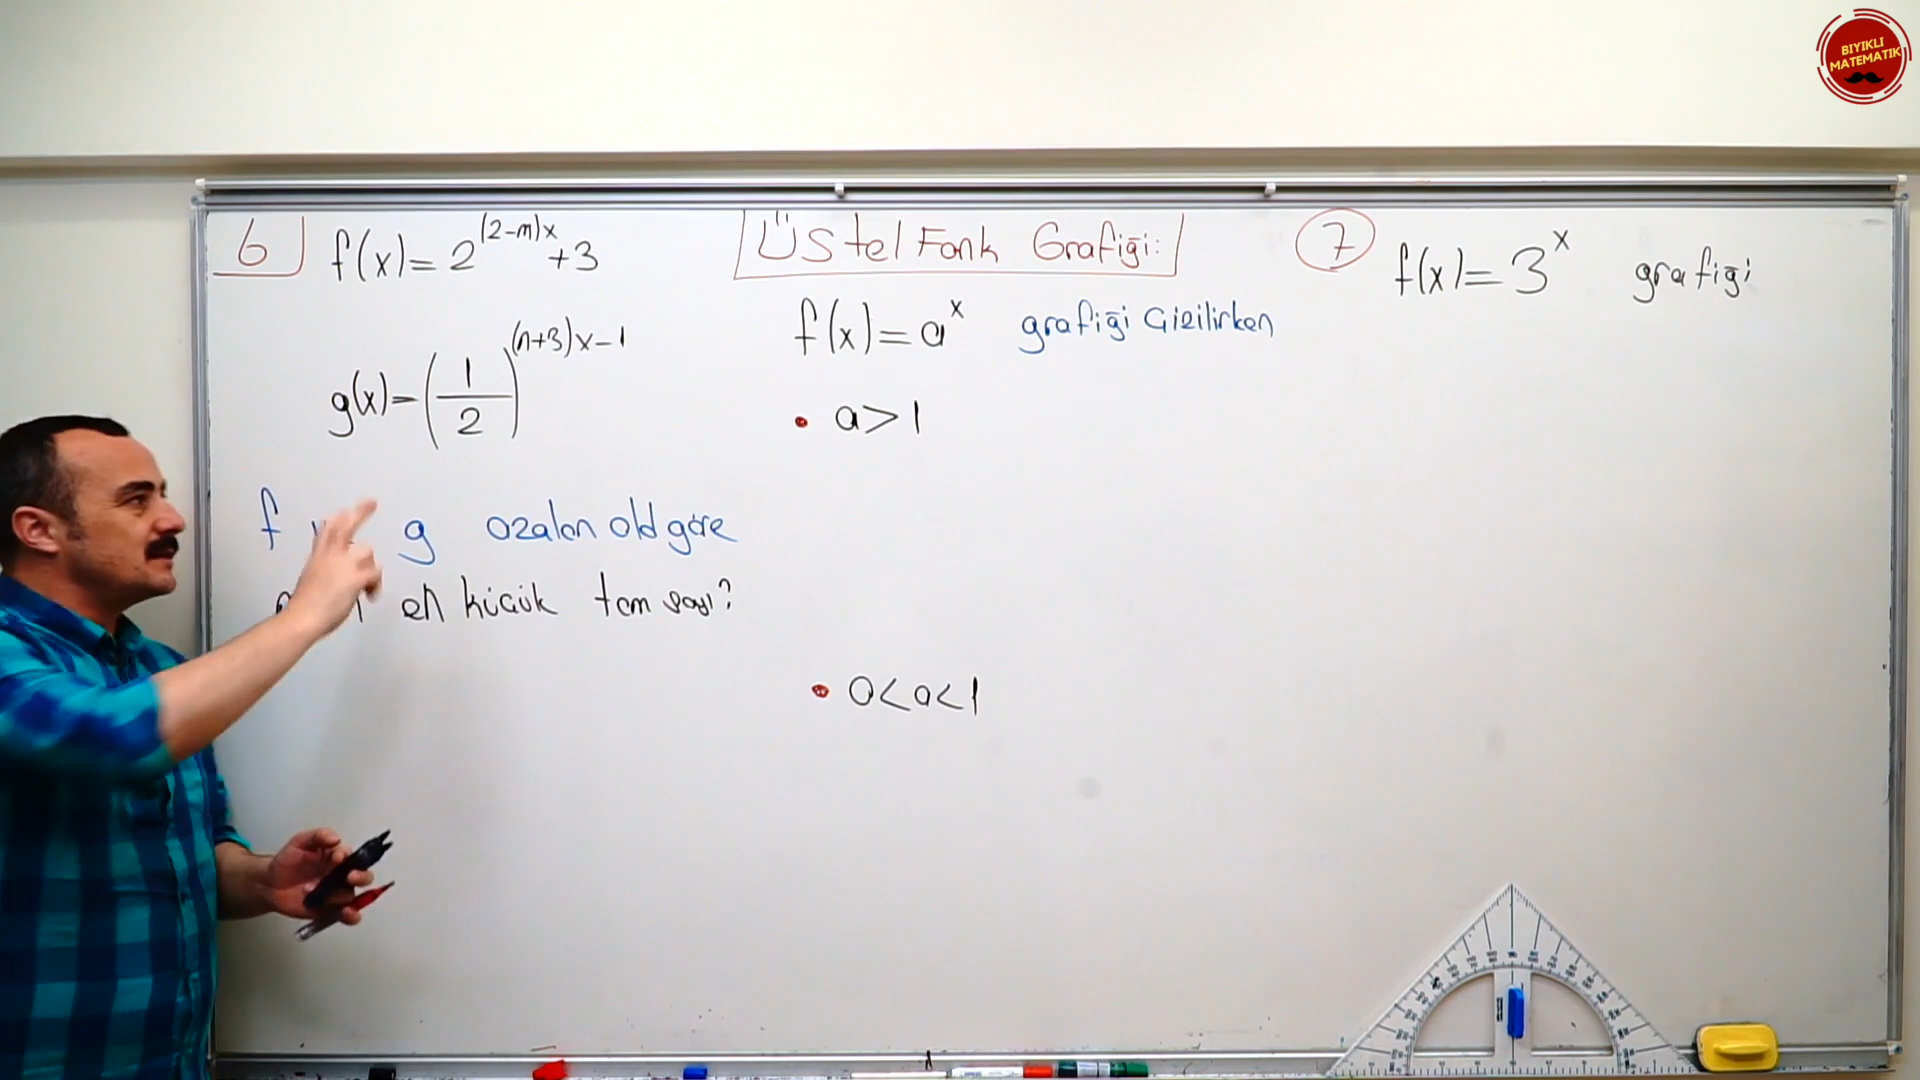 6 f(x)=2^(2-m)x+3
g(x)=(1/2)^(n+3)x-1
f g azalan old göre
en küçük tam sayı?
Üstel Fonk Grafiği:
f(x)=a^x grafiği çizilirken
• a>1
• 0<a<1
7 f(x)=3^x grafiği
BIYIKLI
MATEMATİK